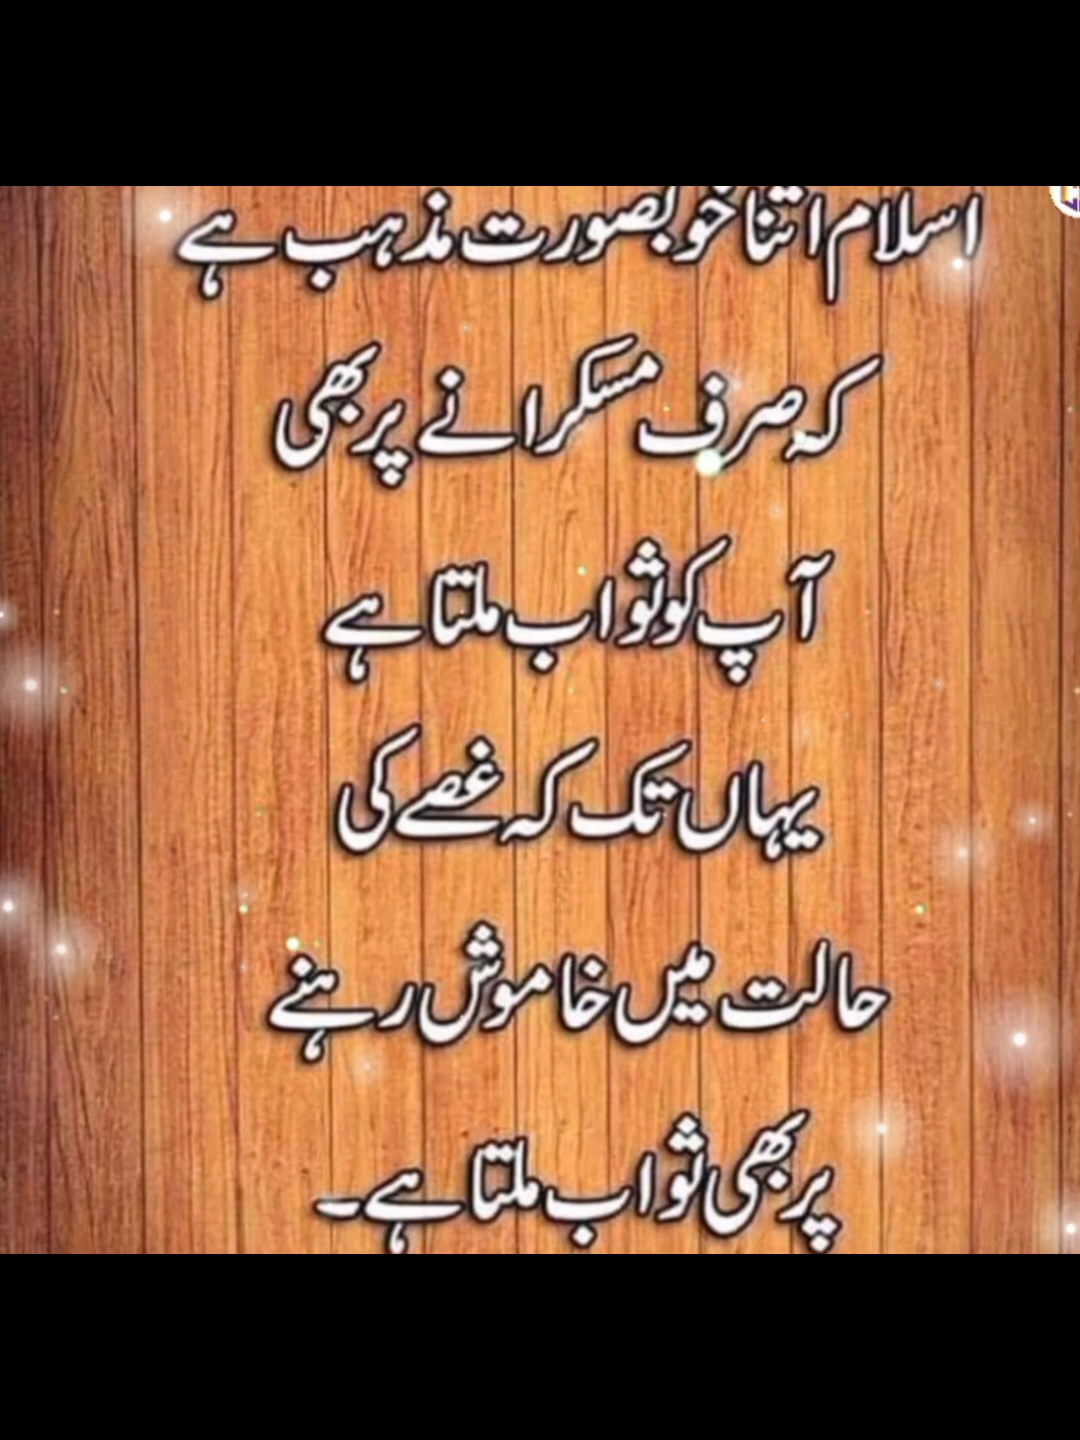 اسلام اتنا خوبصورت مذہب ہے
کہ صرف مسکرانے پر بھی
آپ کو ثواب ملتا ہے
یہاں تک کہ غصے کی
حالت میں خاموش رہنے
پر بھی ثواب ملتا ہے۔